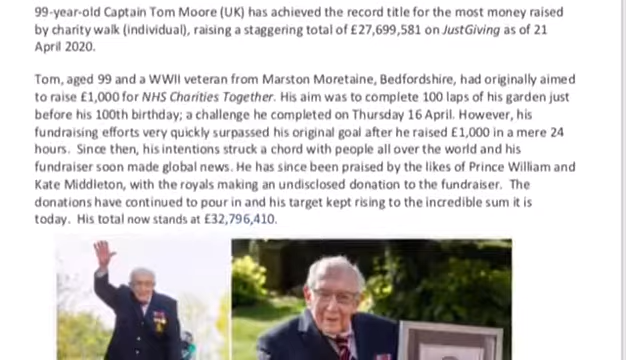 99-year-old Captain Tom Moore (UK) has achieved the record title for the most money raised
by charity walk (individual), raising a staggering total of £27,699,581 on JustGiving as of 21
April 2020.
Tom, aged 99 and a WWII veteran from Marston Moretaine, Bedfordshire, had originally aimed
to raise £1,000 for NHS Charities Together. His aim was to complete 100 laps of his garden just
before his 100th birthday; a challenge he completed on Thursday 16 April. However, his
fundraising efforts very quickly surpassed his original goal after he raised £1,000 in a mere 24
hours. Since then, his intentions struck a chord with people all over the world and his
fundraiser soon made global news. He has since been praised by the likes of Prince William and
Kate Middleton, with the royals making an undisclosed donation to the fundraiser. The
donations have continued to pour in and his target kept rising to the incredible sum it is
today. His total now stands at £32,796,410.